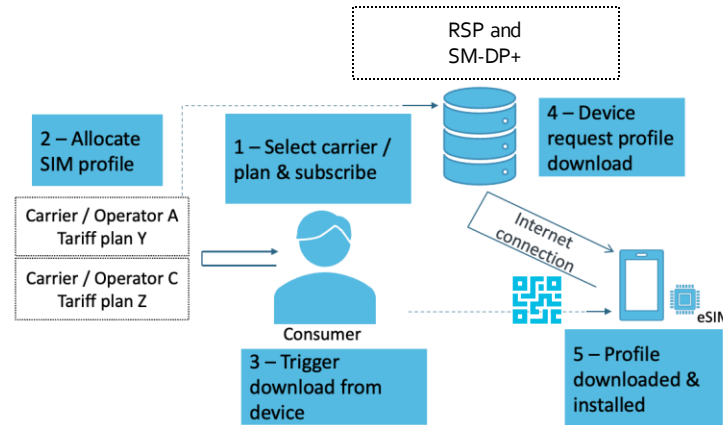 RSP and
SM-DP+
2 – Allocate
SIM profile
1 – Select carrier /
plan & subscribe
4 – Device
request profile
download
Carrier / Operator A
Tariff plan Y
Carrier / Operator C
Tariff plan Z
Internet
connection
Consumer
eSIM
3 – Trigger
download from
device
5 – Profile
downloaded &
installed